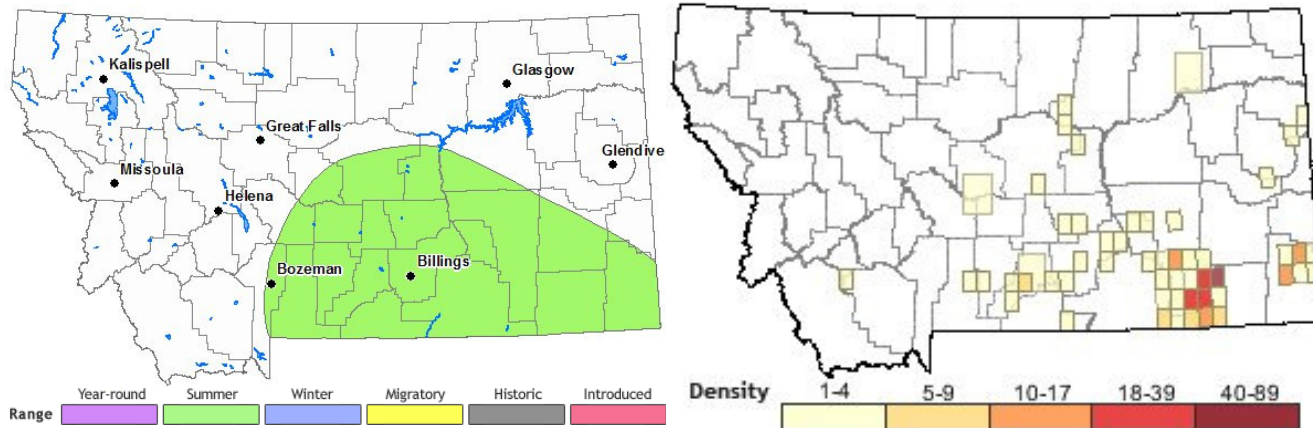 Kalispell
Glasgow
Great Falls
Glendive
Missoula
Helena
Bozeman
Billings
Year-round Summer Winter Migratory Historic Introduced
Range
Density 1-4 5-9 10-17 18-39 40-89